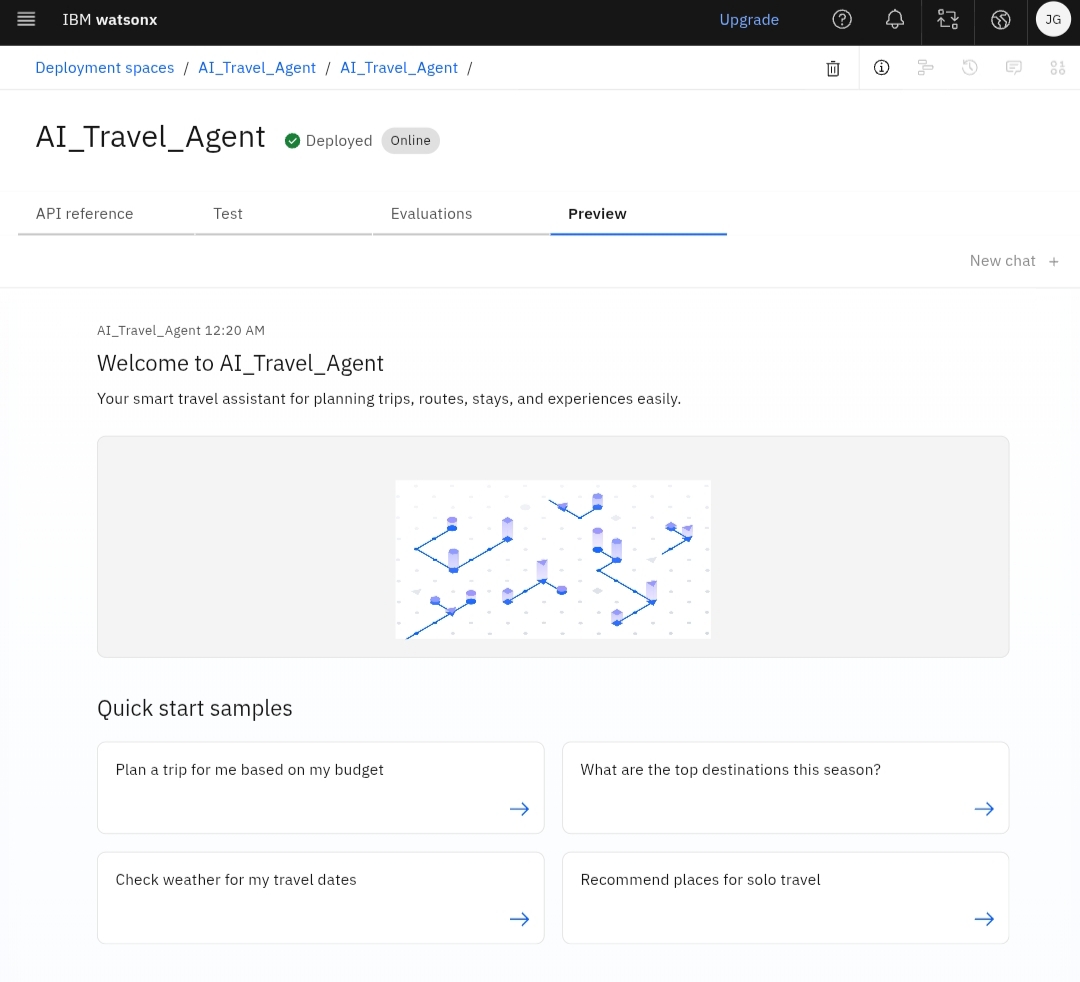 IBM watsonx
Upgrade
JG
Deployment spaces / AI_Travel_Agent / AI_Travel_Agent /
AI_Travel_Agent
Deployed
Online
API reference
Test
Evaluations
Preview
New chat +
AI_Travel_Agent 12:20 AM
Welcome to AI_Travel_Agent
Your smart travel assistant for planning trips, routes, stays, and experiences easily.
Quick start samples
Plan a trip for me based on my budget
What are the top destinations this season?
Check weather for my travel dates
Recommend places for solo travel